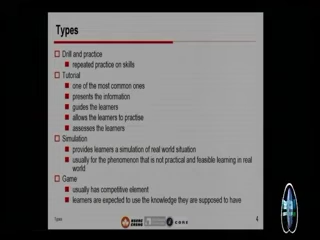 Types
Drill and practice
repeated practice on skills
Tutorial
one of the most common ones
presents the information
guides the learners
allows the learners to practise
assesses the learners
Simulation
provides learners a simulation of real world situation
usually for the phenomenon that is not practical and feasible learning in real
world
Game
usually has competitive element
learners are expected to use the knowledge they are supposed to have
Types
4